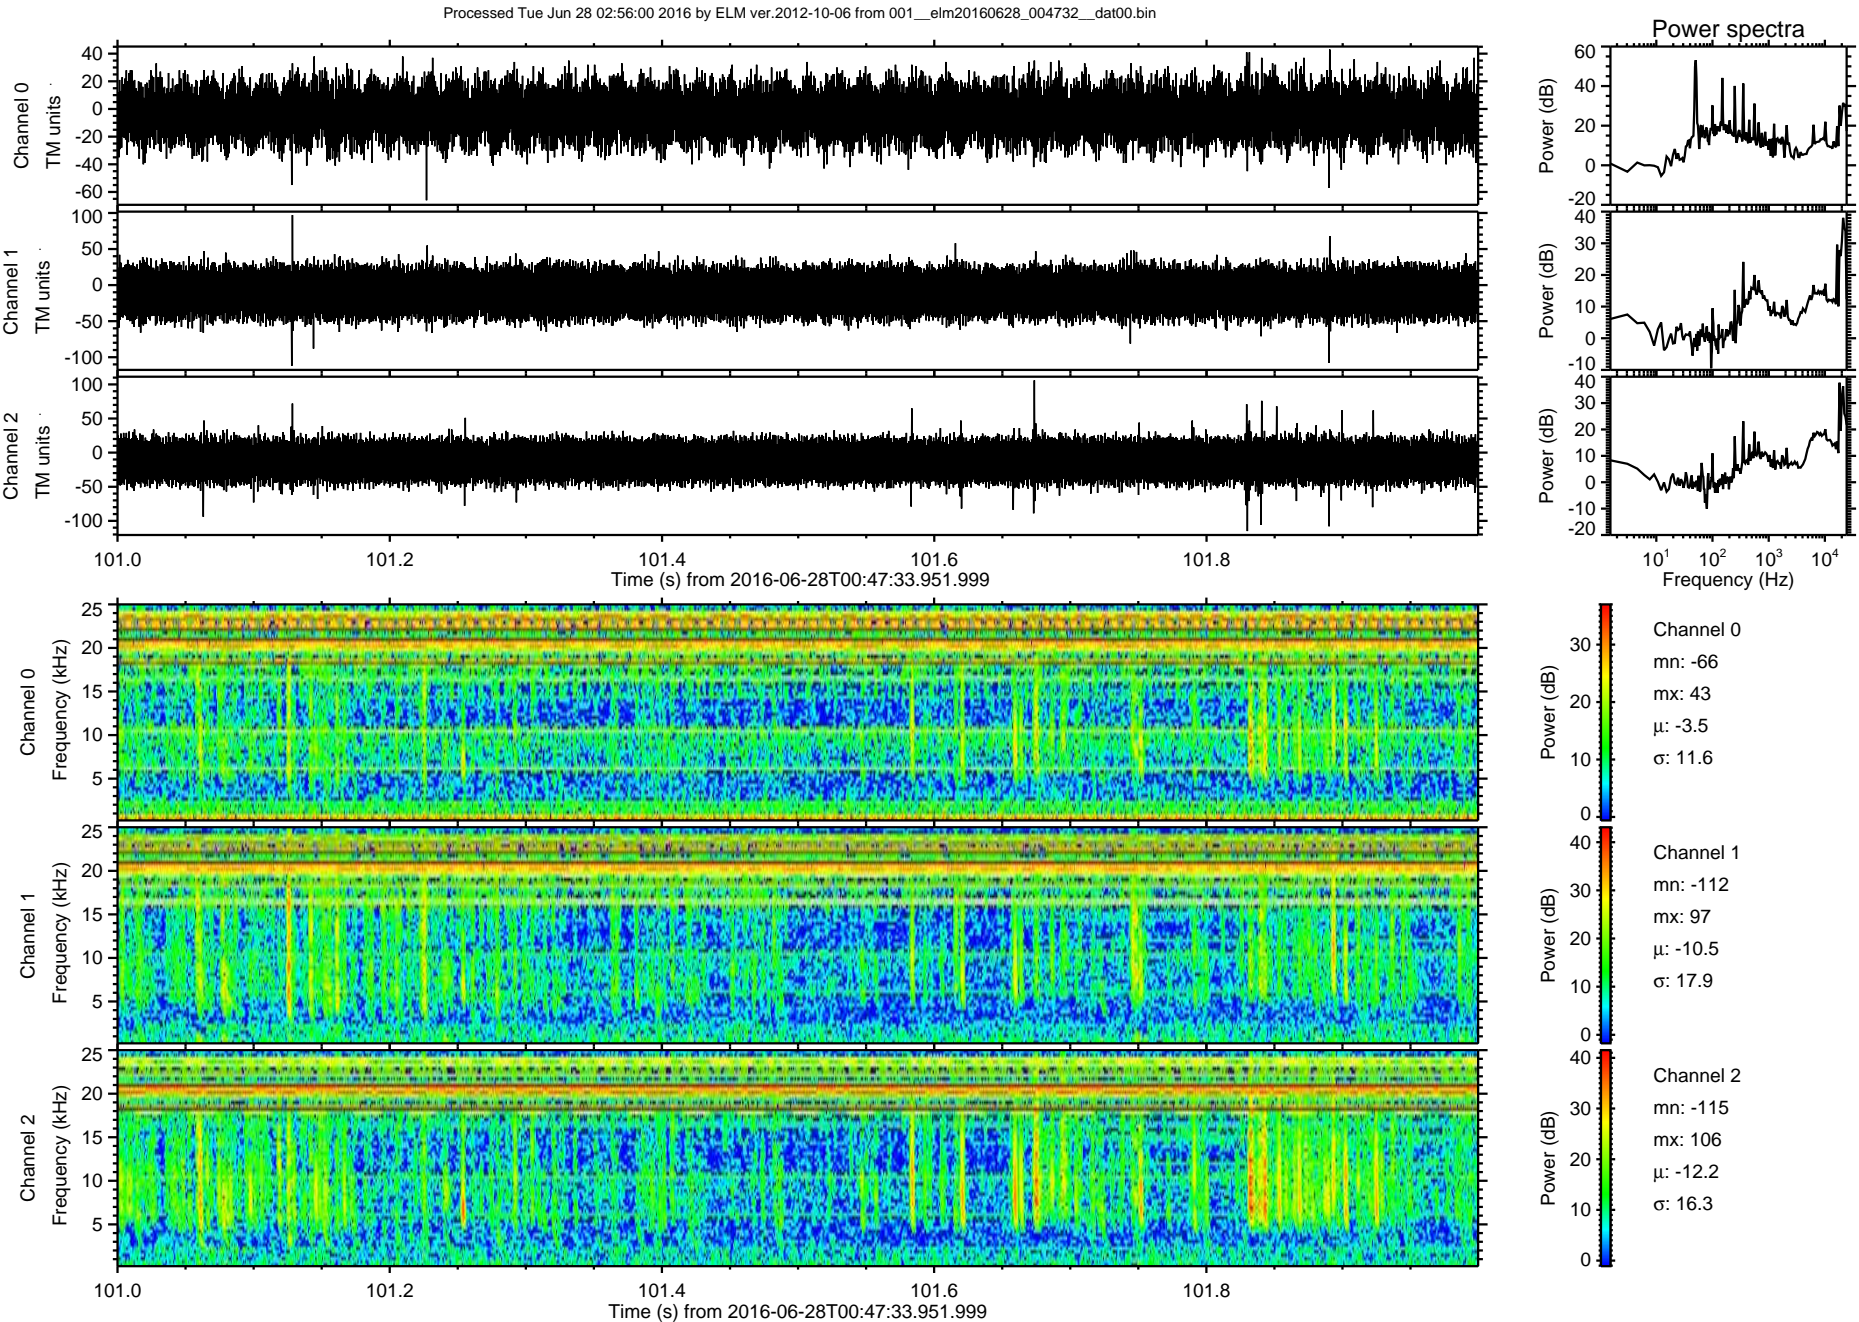 Processed Tue Jun 28 02:56:00 2016 by ELM ver.2012-10-06 from 001__elm20160628_004732__dat00.bin
Power spectra
Channel 0
TM units
40
20
0
-20
-40
-60
Power (dB)
60
40
20
0
-20
Channel 1
TM units
100
50
0
-50
-100
Power (dB)
40
30
20
10
0
-10
Channel 2
TM units
100
50
0
-50
-100
Power (dB)
40
30
20
10
0
-10
-20
101.0 101.2 101.4 101.6 101.8
Time (s) from 2016-06-28T00:47:33.951.999
10¹ 10² 10³ 10⁴
Frequency (Hz)
Channel 0
Frequency (kHz)
25
20
15
10
5
Power (dB)
30
20
10
0
Channel 0
mn: -66
mx: 43
μ: -3.5
σ: 11.6
Channel 1
Frequency (kHz)
25
20
15
10
5
Power (dB)
40
30
20
10
0
Channel 1
mn: -112
mx: 97
μ: -10.5
σ: 17.9
Channel 2
Frequency (kHz)
25
20
15
10
5
Power (dB)
40
30
20
10
0
Channel 2
mn: -115
mx: 106
μ: -12.2
σ: 16.3
101.0 101.2 101.4 101.6 101.8
Time (s) from 2016-06-28T00:47:33.951.999